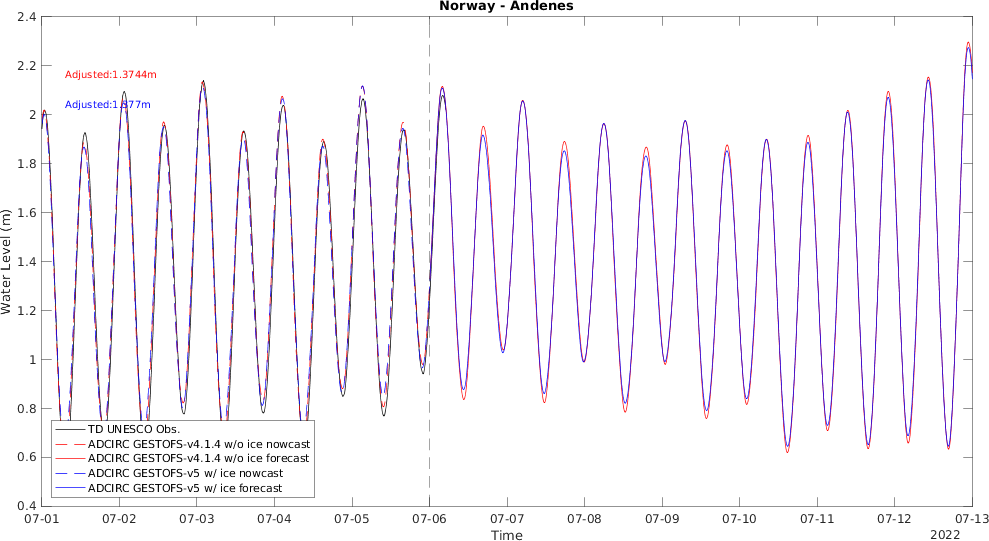 Norway - Andenes
2.4
2.2
2
1.8
1.6
1.4
1.2
1
0.8
0.6
0.4
Water Level (m)
Adjusted:1.3744m
TD UNESCO Obs.
ADCIRC GESTOFS-v4.1.4 w/o ice nowcast
ADCIRC GESTOFS-v4.1.4 w/o ice forecast
ADCIRC GESTOFS-v5 w/ ice nowcast
ADCIRC GESTOFS-v5 w/ ice forecast
07-01 07-02 07-03 07-04 07-05 07-06 07-07 07-08 07-09 07-10 07-11 07-12 07-13
Time
2022